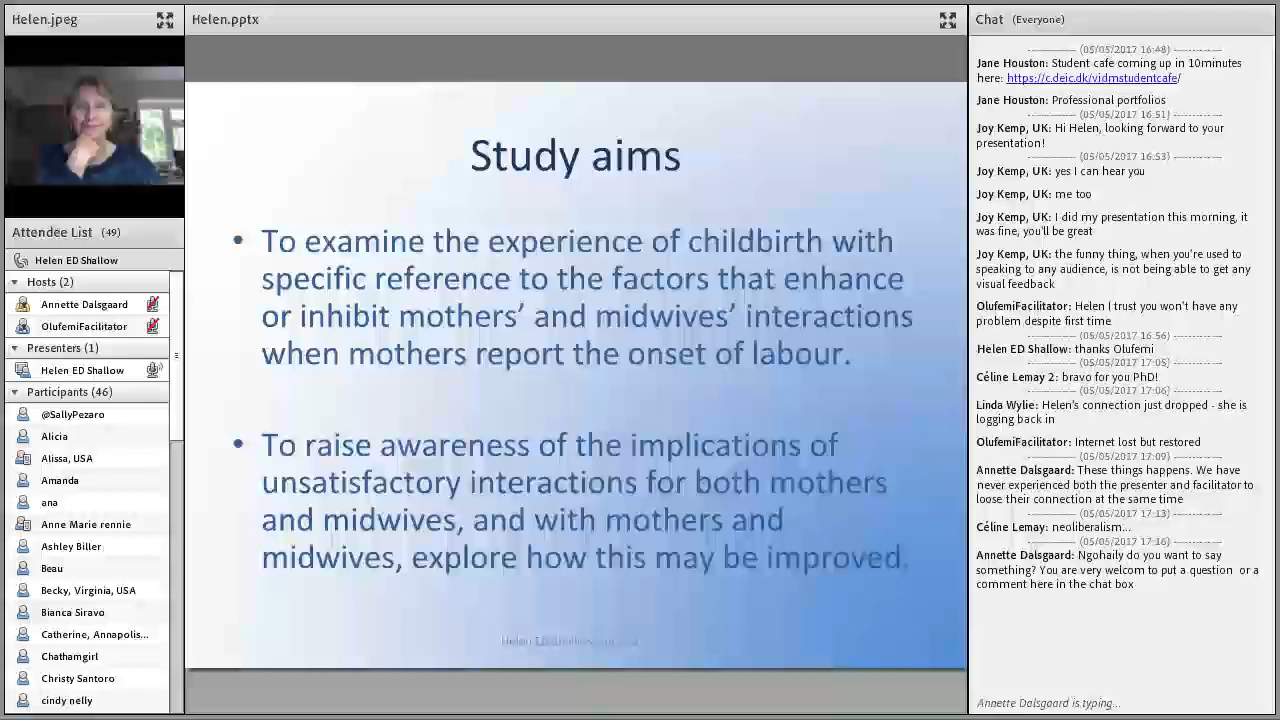 Helen.jpeg
Attendee List (49)
Helen ED Shallow
Hosts (2)
Annette Dalsgaard
OlufemiFacilitator
Presenters (1)
Helen ED Shallow
Participants (46)
@SallyPezaro
Alicia
Alissa, USA
Amanda
ana
Anne Marie rennie
Ashley Biller
Beau
Becky, Virginia, USA
Bianca Siravo
Catherine, Annapolis...
Chathamgirl
Christy Santoro
cindy nelly
Helen.pptx
Study aims
• To examine the experience of childbirth with
specific reference to the factors that enhance
or inhibit mothers’ and midwives’ interactions
when mothers report the onset of labour.
• To raise awareness of the implications of
unsatisfactory interactions for both mothers
and midwives, and with mothers and
midwives, explore how this may be improved.
Chat (Everyone)
(05/05/2017 16:48)
Jane Houston: Student cafe coming up in 10minutes
here: https://c.deic.dk/vidmstudentcafe/
Jane Houston: Professional portfolios
(05/05/2017 16:51)
Joy Kemp, UK: Hi Helen, looking forward to your
presentation!
(05/05/2017 16:53)
Joy Kemp, UK: yes I can hear you
Joy Kemp, UK: me too
Joy Kemp, UK: I did my presentation this morning, it
was fine, you'll be great
Joy Kemp, UK: the funny thing, when you're used to
speaking to any audience, is not being able to get any
visual feedback
OlufemiFacilitator: Helen I trust you won't have any
problem despite first time
(05/05/2017 16:56)
Helen ED Shallow: thanks Olufemi
(05/05/2017 17:05)
Céline Lemay 2: bravo for you PhD!
(05/05/2017 17:06)
Linda Wylie: Helen's connection just dropped - she is
logging back in
OlufemiFacilitator: Internet lost but restored
(05/05/2017 17:09)
Annette Dalsgaard: These things happens. We have
never experienced both the presenter and facilitator to
loose their connection at the same time
(05/05/2017 17:13)
Céline Lemay: neoliberalism...
(05/05/2017 17:16)
Annette Dalsgaard: Ngohaily do you want to say
something? You are very welcom to put a question or a
comment here in the chat box
Annette Dalsgaard is typing...